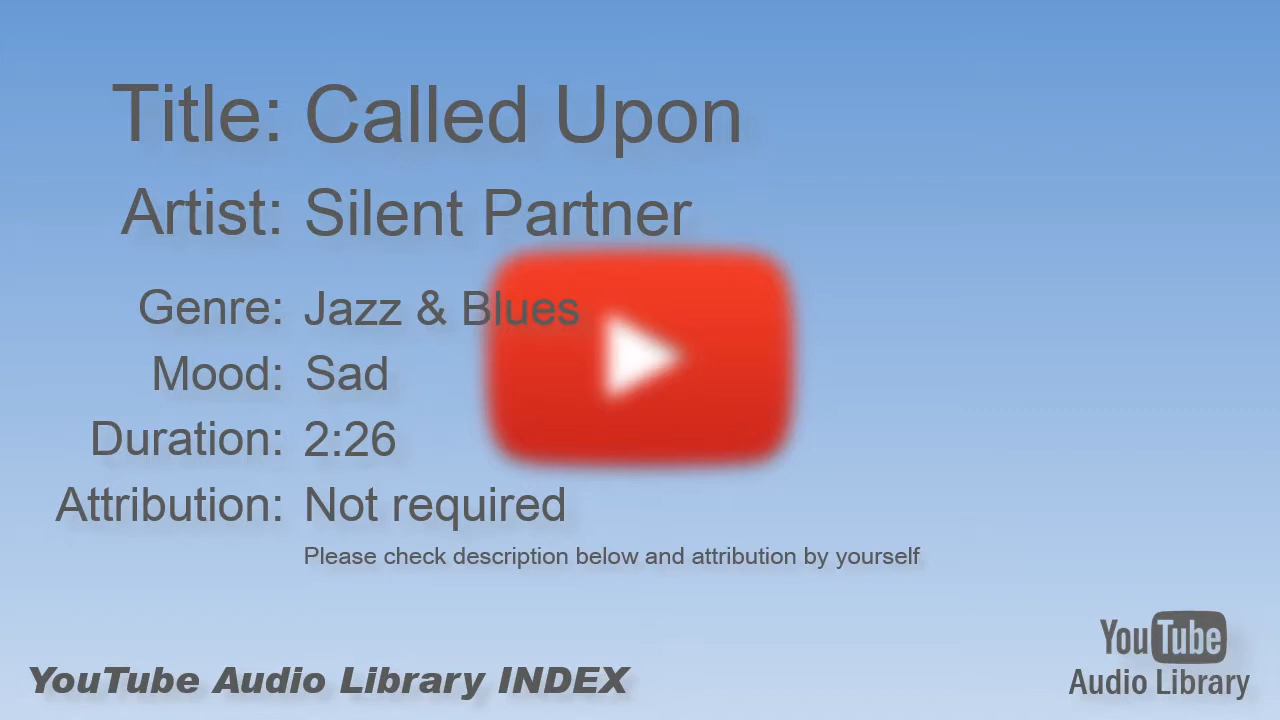 Title: Called Upon
Artist: Silent Partner
Genre: Jazz & Blues
Mood: Sad
Duration: 2:26
Attribution: Not required
Please check description below and attribution by yourself
YouTube Audio Library INDEX
YouTube
Audio Library